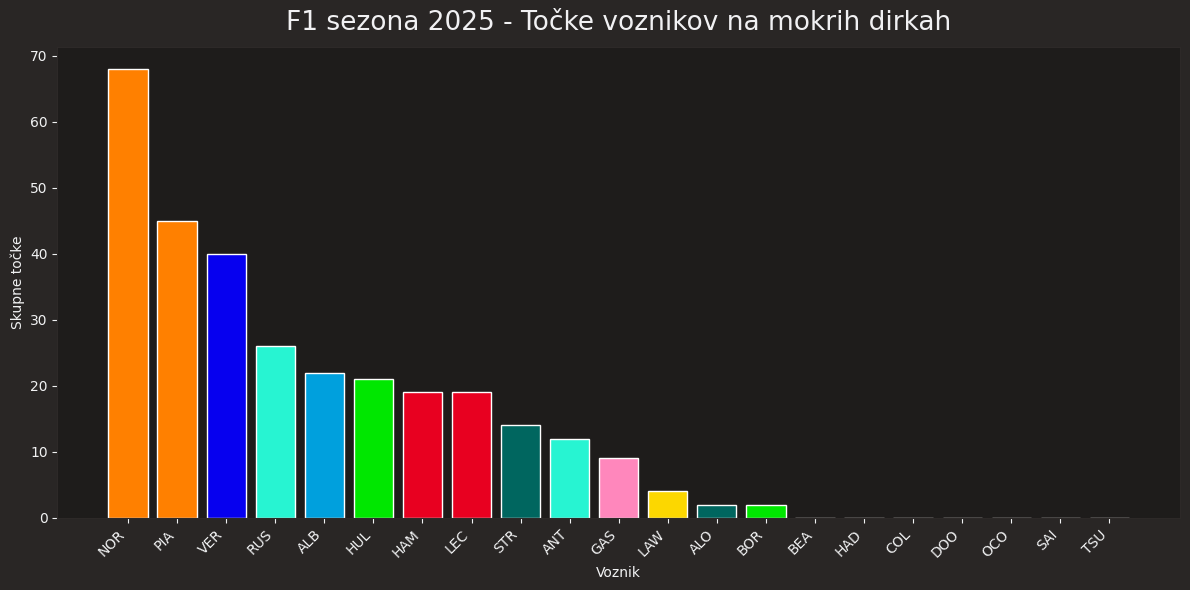 F1 sezona 2025 - Točke voznikov na mokrih dirkah
Skupne točke
70
60
50
40
30
20
10
0
NOR
PIA
VER
RUS
ALB
HUL
HAM
LEC
STR
ANT
GAS
LAW
ALO
BOR
BEA
HAD
COL
DOO
OCO
SAI
TSU
Voznik